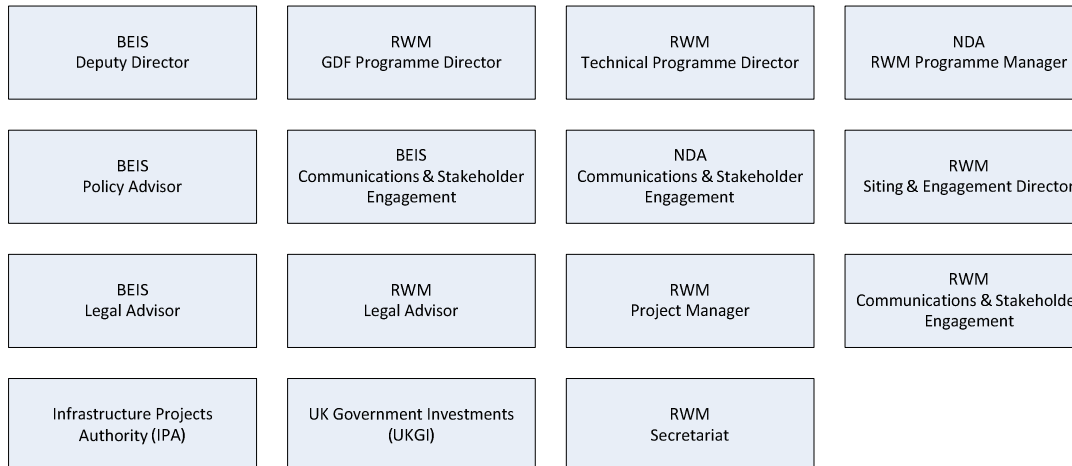 BEIS
Deputy Director
RWM
GDF Programme Director
RWM
Technical Programme Director
NDA
RWM Programme Manager
BEIS
Policy Advisor
BEIS
Communications & Stakeholder
Engagement
NDA
Communications & Stakeholder
Engagement
RWM
Siting & Engagement Director
BEIS
Legal Advisor
RWM
Legal Advisor
RWM
Project Manager
RWM
Communications & Stakeholde
Engagement
Infrastructure Projects
Authority (IPA)
UK Government Investments
(UKGI)
RWM
Secretariat